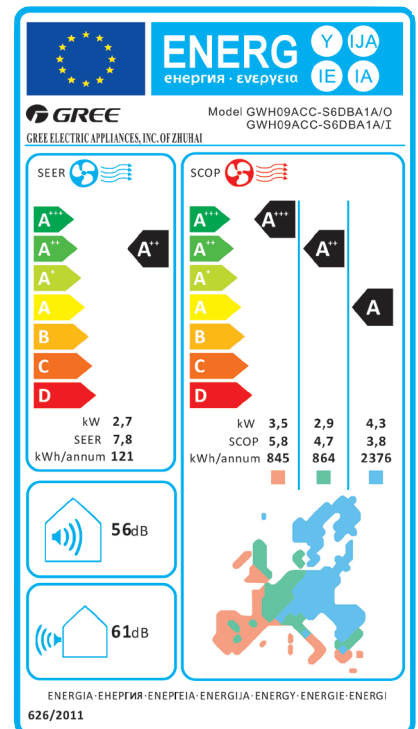 ENERG
енергия · ενεργεια
Y IJA
IE IA
GREE
GREE ELECTRIC APPLIANCES, INC. OF ZHUHAI
Model GWH09ACC-S6DBA1A/O
GWH09ACC-S6DBA1A/I
SEER
A+++
A++
A+
A
B
C
D
A++
kW 2,7
SEER 7,8
kWh/annum 121
SCOP
A+++
A++
A+
A
B
C
D
A+++
A++
A
kW 3,5 2,9 4,3
SCOP 5,8 4,7 3,8
kWh/annum 845 864 2376
56dB
61dB
ENERGIA·ЕНЕРГИЯ·ΕΝΕΡΓΕΙΑ·ENERGIJA·ENERGY·ENERGIE·ENERGI
626/2011